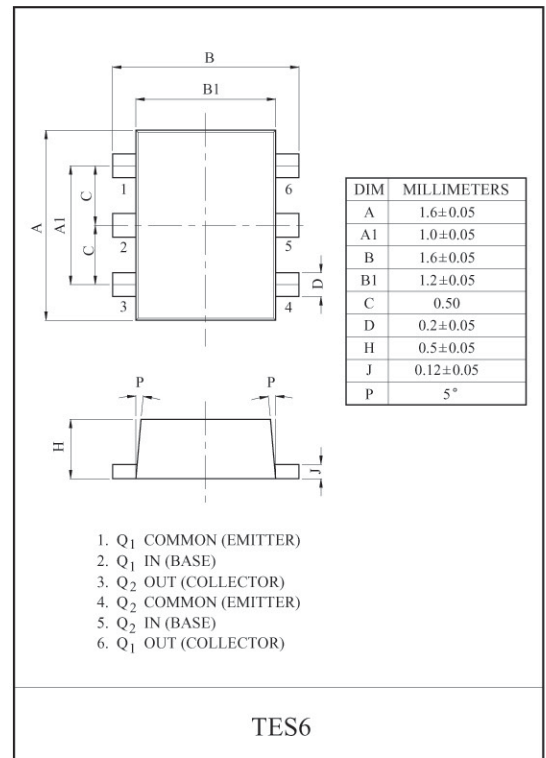 B
B1
A
A1
C
C
D
1
2
3
6
5
4
DIM MILLIMETERS
A 1.6±0.05
A1 1.0±0.05
B 1.6±0.05
B1 1.2±0.05
C 0.50
D 0.2±0.05
H 0.5±0.05
J 0.12±0.05
P 5°
P
P
H
J
1. Q1 COMMON (EMITTER)
2. Q1 IN (BASE)
3. Q2 OUT (COLLECTOR)
4. Q2 COMMON (EMITTER)
5. Q2 IN (BASE)
6. Q1 OUT (COLLECTOR)
TES6